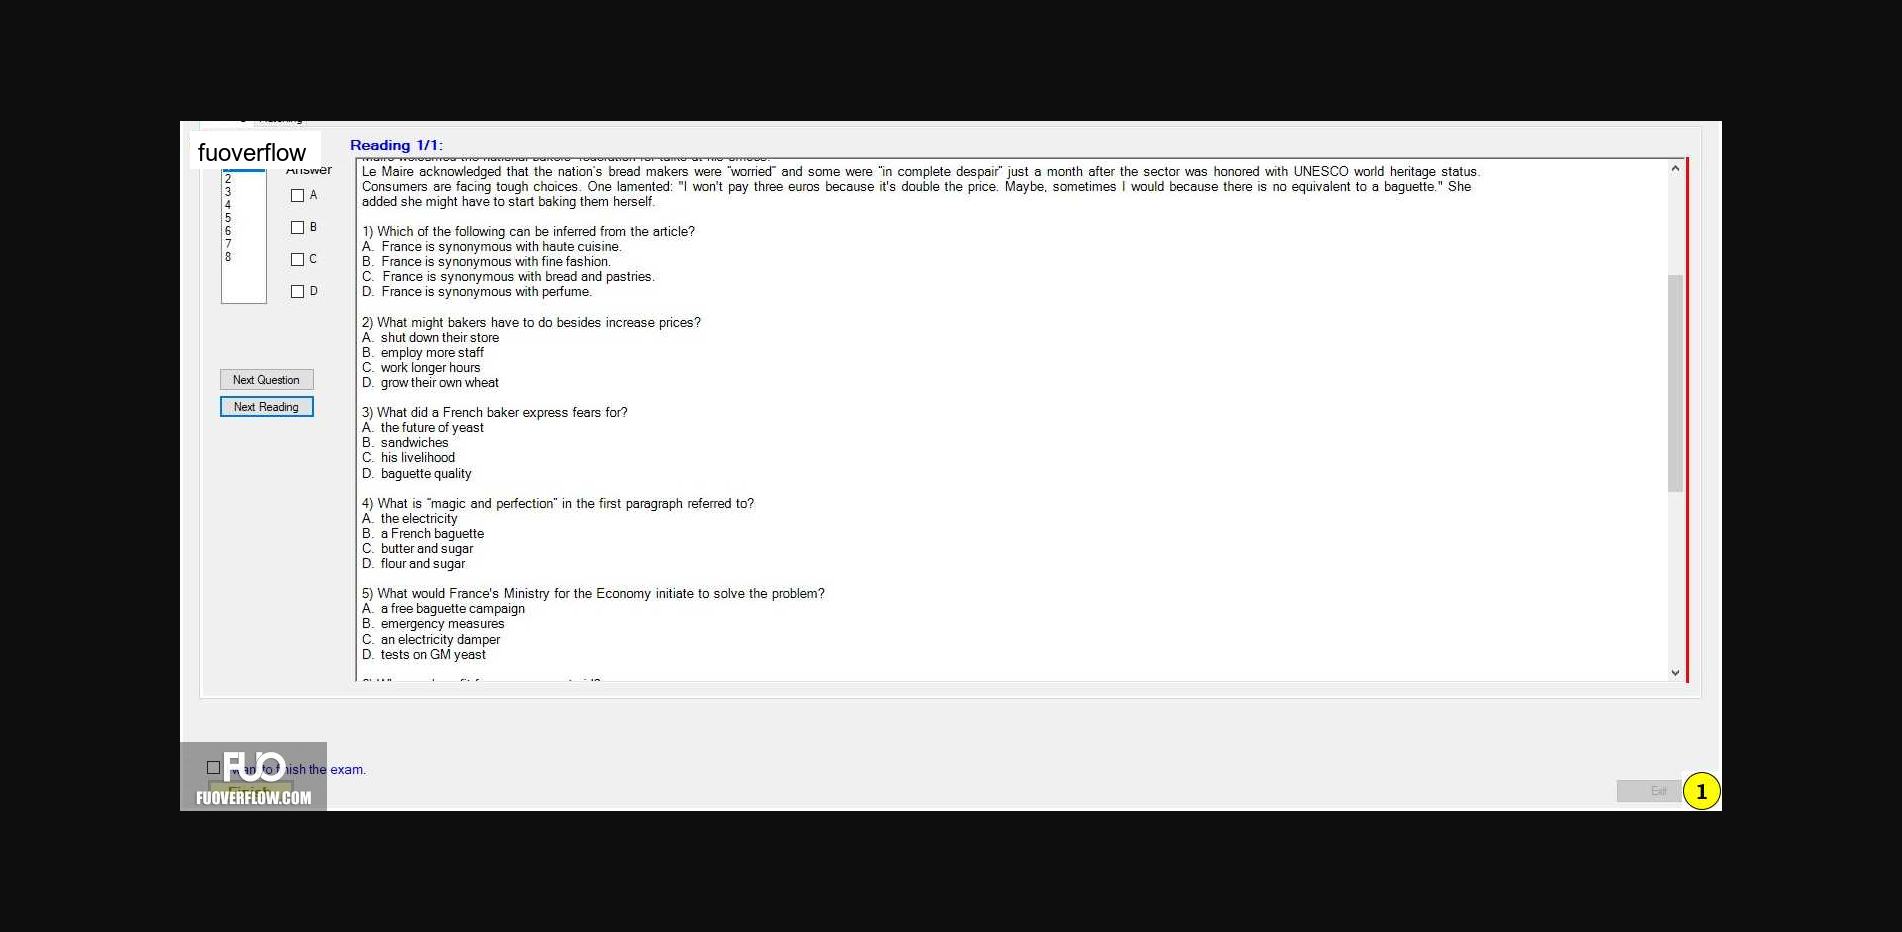 fuoverflow
Reading 1/1:
Answer
2
3
4
5
6
7
8
A
B
C
D
Next Question
Next Reading
Le Maire acknowledged that the nation's bread makers were "worried" and some were "in complete despair" just a month after the sector was honored with UNESCO world heritage status.
Consumers are facing tough choices. One lamented: "I won't pay three euros because it's double the price. Maybe, sometimes I would because there is no equivalent to a baguette." She
added she might have to start baking them herself.
1) Which of the following can be inferred from the article?
A. France is synonymous with haute cuisine.
B. France is synonymous with fine fashion.
C. France is synonymous with bread and pastries.
D. France is synonymous with perfume.
2) What might bakers have to do besides increase prices?
A. shut down their store
B. employ more staff
C. work longer hours
D. grow their own wheat
3) What did a French baker express fears for?
A. the future of yeast
B. sandwiches
C. his livelihood
D. baguette quality
4) What is "magic and perfection" in the first paragraph referred to?
A. the electricity
B. a French baguette
C. butter and sugar
D. flour and sugar
5) What would France's Ministry for the Economy initiate to solve the problem?
A. a free baguette campaign
B. emergency measures
C. an electricity damper
D. tests on GM yeast
FUO
the exam.
Finish
FUOVERFLOW.COM
Exit
1